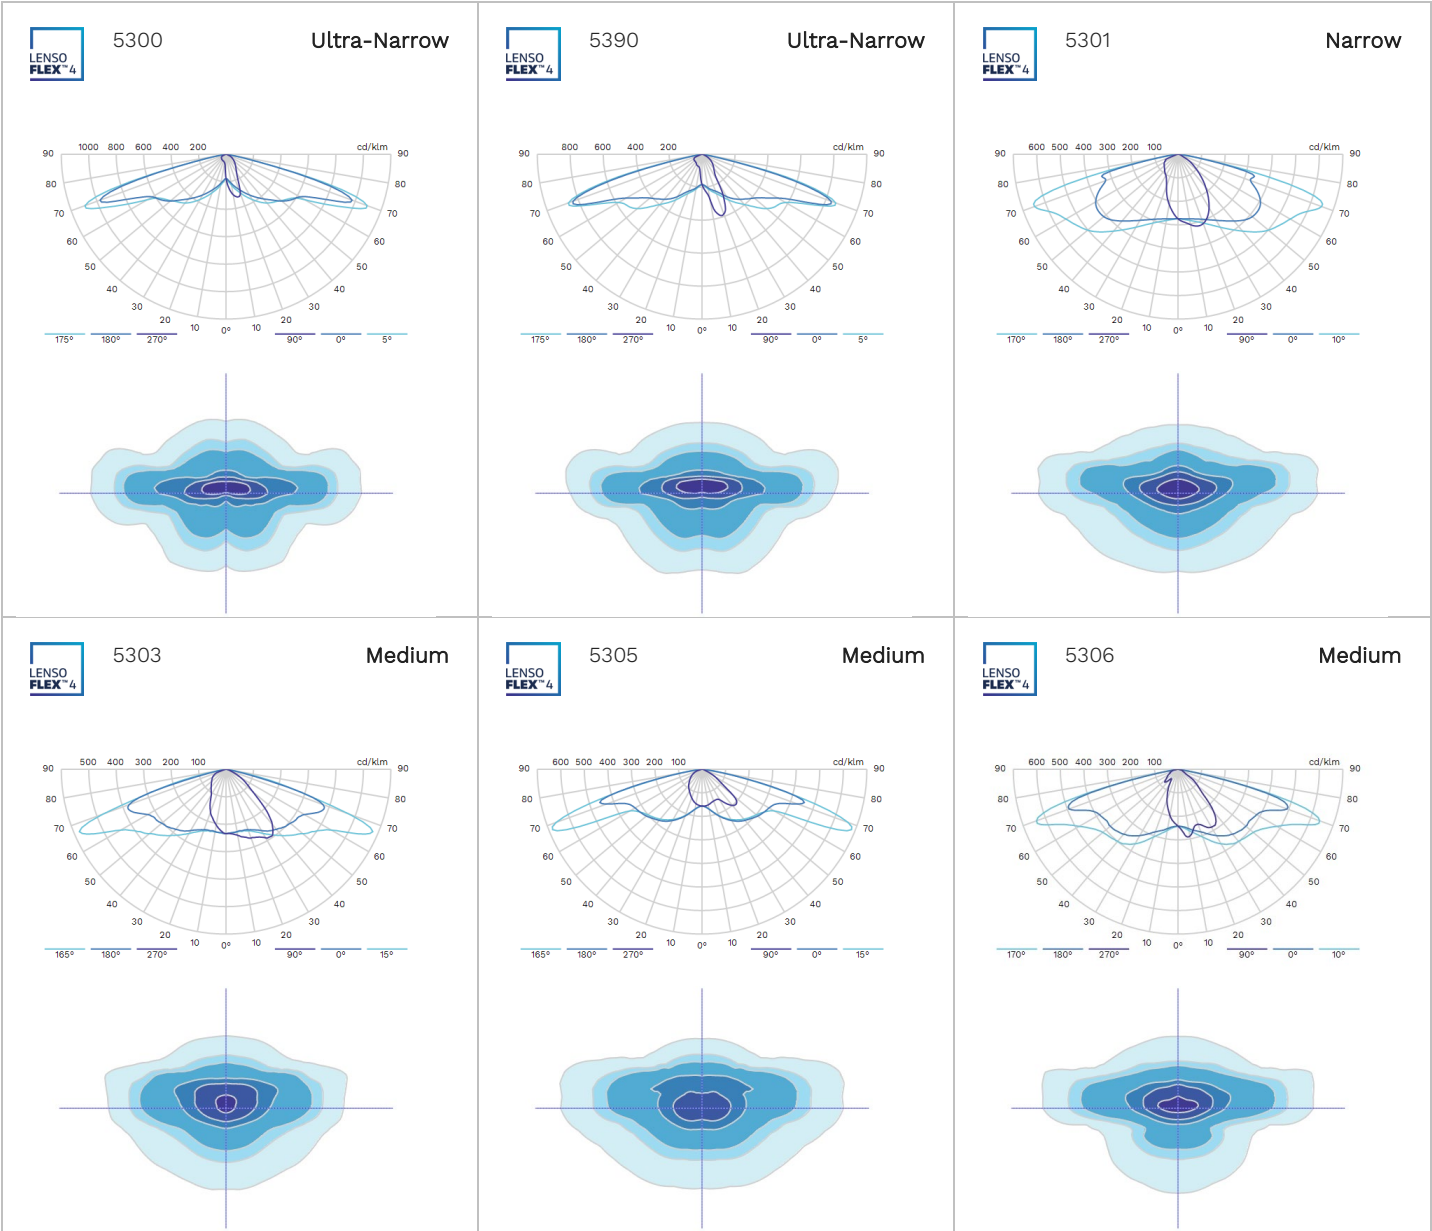 5300 Ultra-Narrow
LENSO
FLEX™4
1000 800 600 400 200 cd/klm
90 90
80 80
70 70
60 60
50 50
40 40
30 30
20 10 0° 10 20
175° 180° 270° 90° 0° 5°
5390 Ultra-Narrow
LENSO
FLEX™4
800 600 400 200 cd/klm
90 90
80 80
70 70
60 60
50 50
40 40
30 30
20 10 0° 10 20
175° 180° 270° 90° 0° 5°
5301 Narrow
LENSO
FLEX™4
600 500 400 300 200 100 cd/klm
90 90
80 80
70 70
60 60
50 50
40 40
30 30
20 10 0° 10 20
170° 180° 270° 90° 0° 10°
5303 Medium
LENSO
FLEX™4
500 400 300 200 100 cd/klm
90 90
80 80
70 70
60 60
50 50
40 40
30 30
20 10 0° 10 20
165° 180° 270° 90° 0° 15°
5305 Medium
LENSO
FLEX™4
600 500 400 300 200 100 cd/klm
90 90
80 80
70 70
60 60
50 50
40 40
30 30
20 10 0° 10 20
165° 180° 270° 90° 0° 15°
5306 Medium
LENSO
FLEX™4
600 500 400 300 200 100 cd/klm
90 90
80 80
70 70
60 60
50 50
40 40
30 30
20 10 0° 10 20
170° 180° 270° 90° 0° 10°